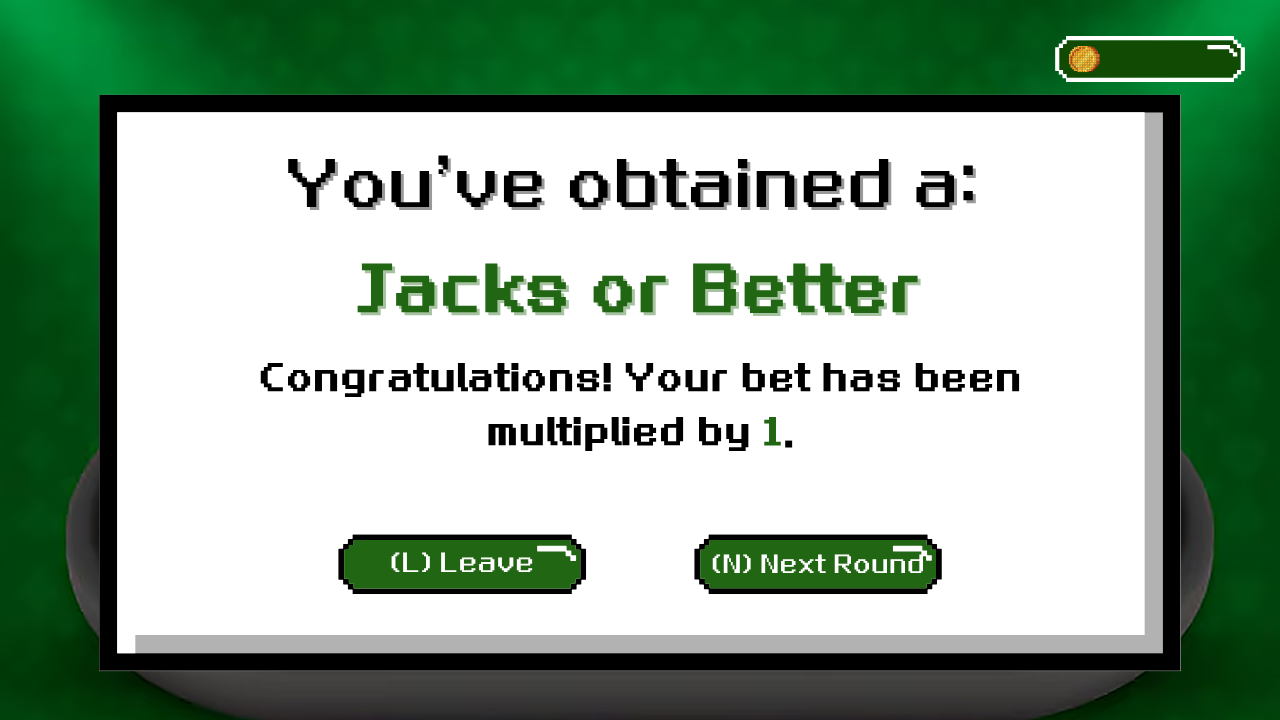 You've obtained a:
Jacks or Better
Congratulations! Your bet has been
multiplied by 1.
(L) Leave
(N) Next Round